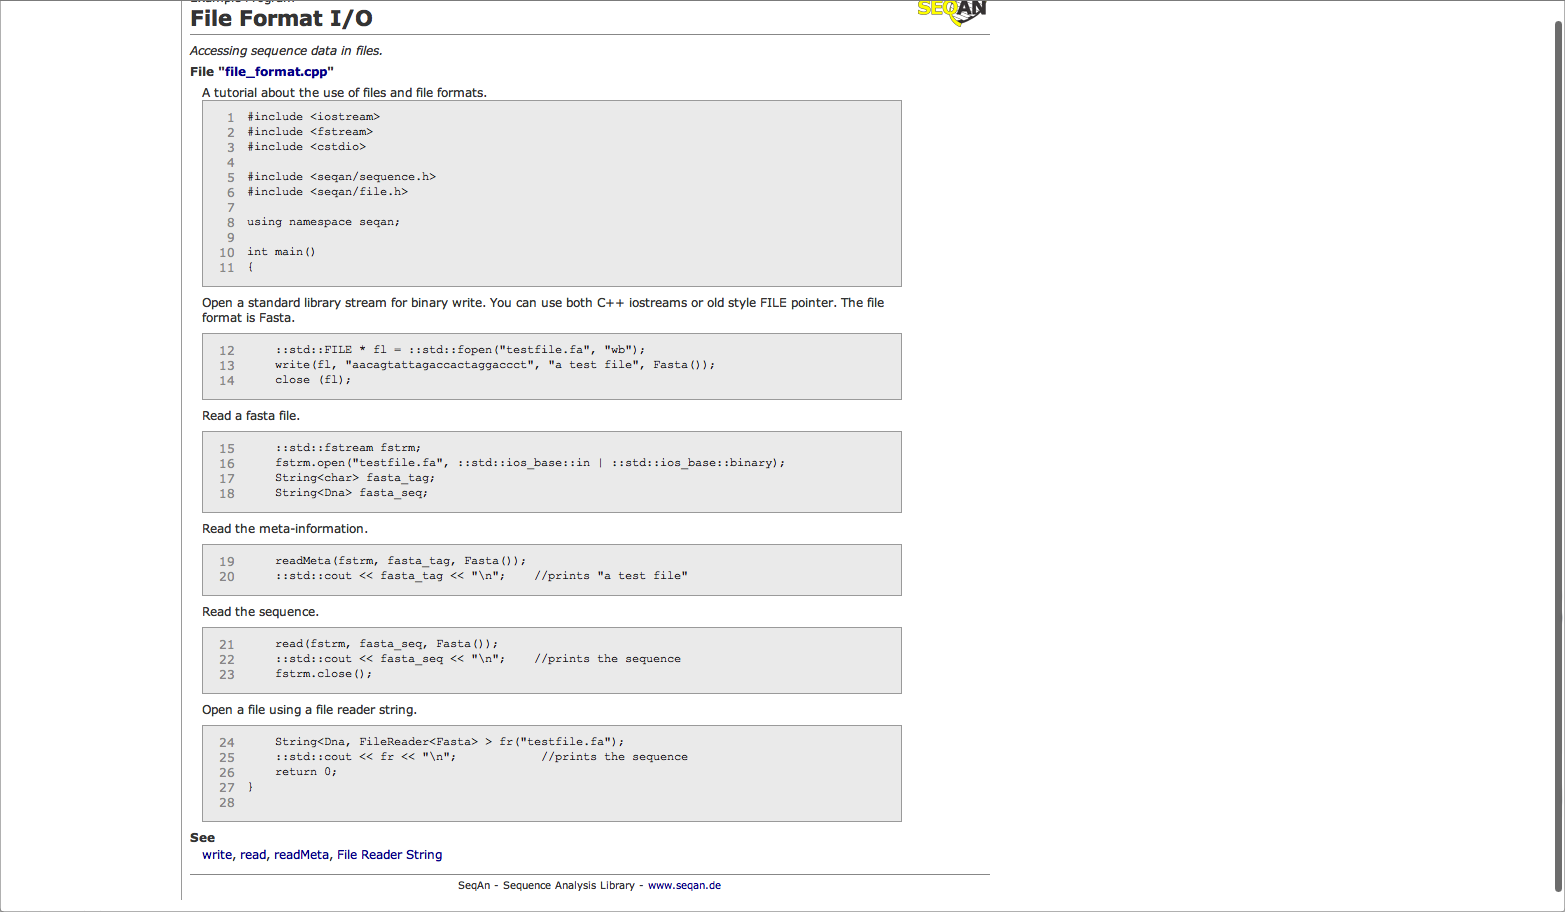 Example Program
File Format I/O
SEQAN
Accessing sequence data in files.
File "file_format.cpp"
A tutorial about the use of files and file formats.
1 #include <iostream>
2 #include <fstream>
3 #include <cstdio>
4
5 #include <seqan/sequence.h>
6 #include <seqan/file.h>
7
8 using namespace seqan;
9
10 int main()
11 {
Open a standard library stream for binary write. You can use both C++ iostreams or old style FILE pointer. The file
format is Fasta.
12 ::std::FILE * fl = ::std::fopen("testfile.fa", "wb");
13 write(fl, "aacagtattagaccactaggaccct", "a test file", Fasta());
14 close (fl);
Read a fasta file.
15 ::std::fstream fstrm;
16 fstrm.open("testfile.fa", ::std::ios_base::in | ::std::ios_base::binary);
17 String<char> fasta_tag;
18 String<Dna> fasta_seq;
Read the meta-information.
19 readMeta(fstrm, fasta_tag, Fasta());
20 ::std::cout << fasta_tag << "\n"; //prints "a test file"
Read the sequence.
21 read(fstrm, fasta_seq, Fasta());
22 ::std::cout << fasta_seq << "\n"; //prints the sequence
23 fstrm.close();
Open a file using a file reader string.
24 String<Dna, FileReader<Fasta> > fr("testfile.fa");
25 ::std::cout << fr << "\n"; //prints the sequence
26 return 0;
27 }
28
See
write, read, readMeta, File Reader String
SeqAn - Sequence Analysis Library - www.seqan.de